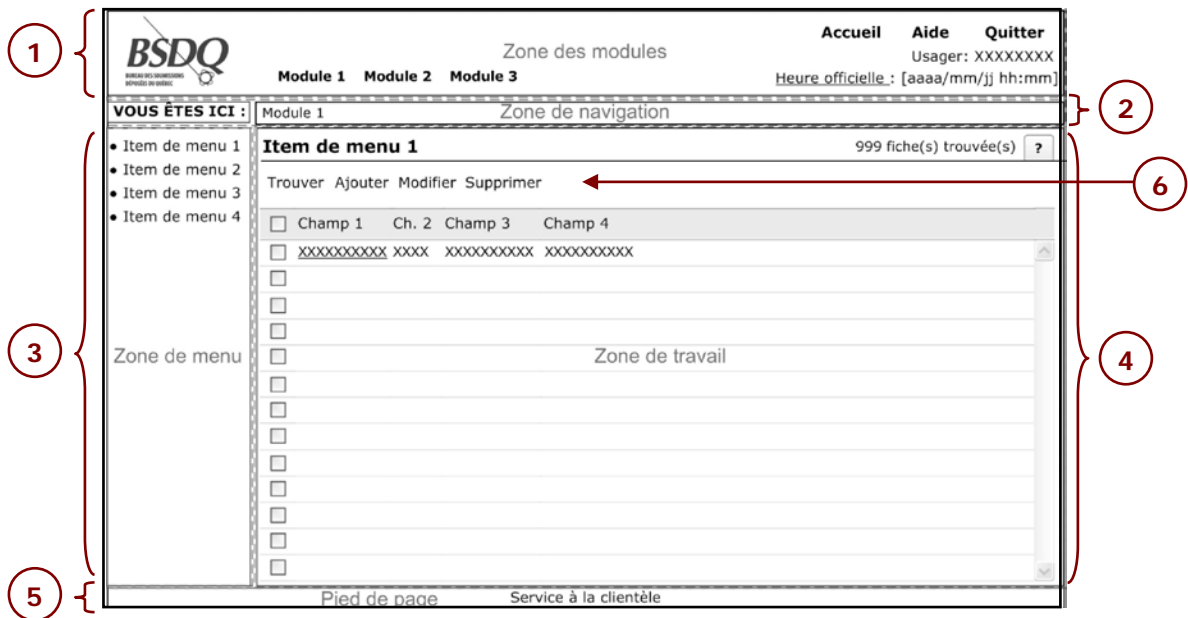 1
BSDQ
BUREAU DES SOUMISSIONS
DÉPOSÉES DU QUÉBEC
Zone des modules
Module 1 Module 2 Module 3
Accueil Aide Quitter
Usager: XXXXXXXX
Heure officielle : [aaaa/mm/jj hh:mm]
VOUS ÊTES ICI :
Module 1
Zone de navigation
2
3
• Item de menu 1
• Item de menu 2
• Item de menu 3
• Item de menu 4
Zone de menu
Item de menu 1
999 fiche(s) trouvée(s) ?
Trouver Ajouter Modifier Supprimer
6
Champ 1 Ch. 2 Champ 3 Champ 4
XXXXXXXXXX XXXX XXXXXXXXXX XXXXXXXXXX
Zone de travail
4
5
Pied de page
Service à la clientèle